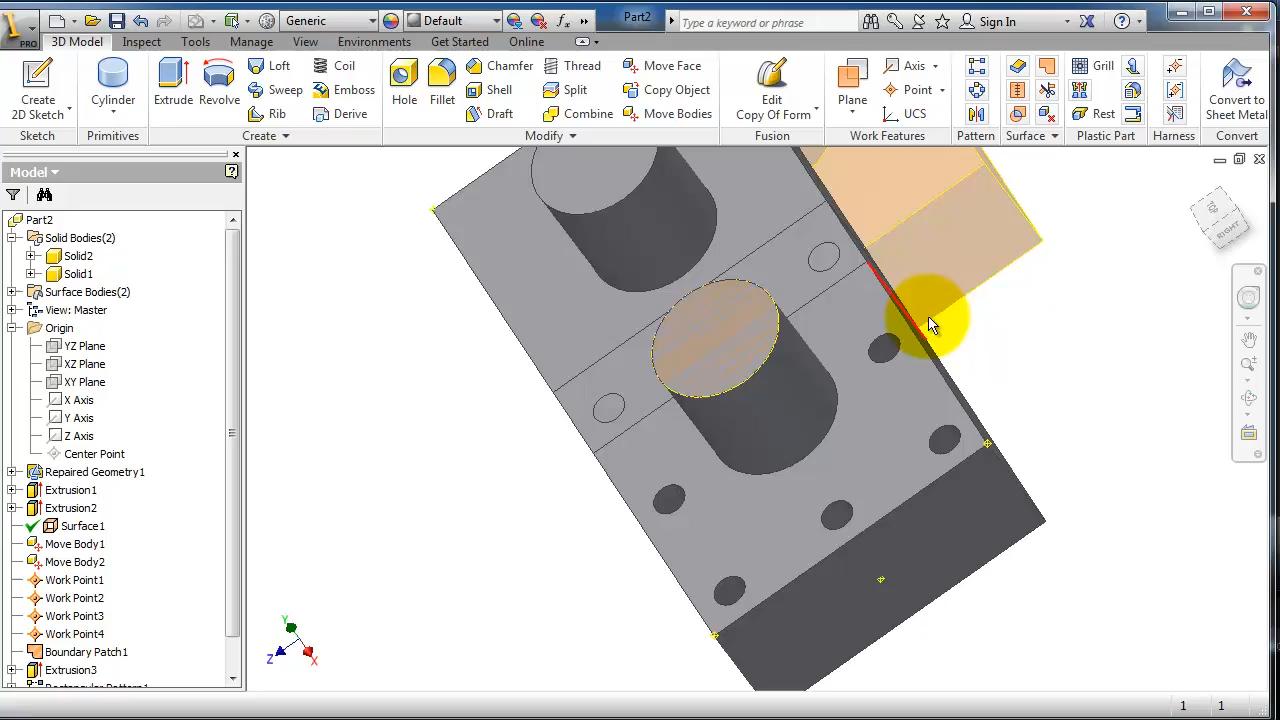 Generic
Default
Part2
Type a keyword or phrase
Sign In
PRO
3D Model Inspect Tools Manage View Environments Get Started Online
Create
2D Sketch
Cylinder
Extrude
Revolve
Loft
Sweep
Rib
Coil
Emboss
Derive
Hole
Fillet
Chamfer
Shell
Draft
Thread
Split
Combine
Move Face
Copy Object
Move Bodies
Edit
Copy Of Form
Plane
Axis
Point
UCS
Grill
Rest
Convert to
Sheet Metal
Sketch Primitives Create Modify Fusion Work Features Pattern Surface Plastic Part Harness Convert
Model
Part2
Solid Bodies(2)
Solid2
Solid1
Surface Bodies(2)
View: Master
Origin
YZ Plane
XZ Plane
XY Plane
X Axis
Y Axis
Z Axis
Center Point
Repaired Geometry1
Extrusion1
Extrusion2
Surface1
Move Body1
Move Body2
Work Point1
Work Point2
Work Point3
Work Point4
Boundary Patch1
Extrusion3
Rectangular Pattern1
TOP
RIGHT
Y
Z
X
1 1